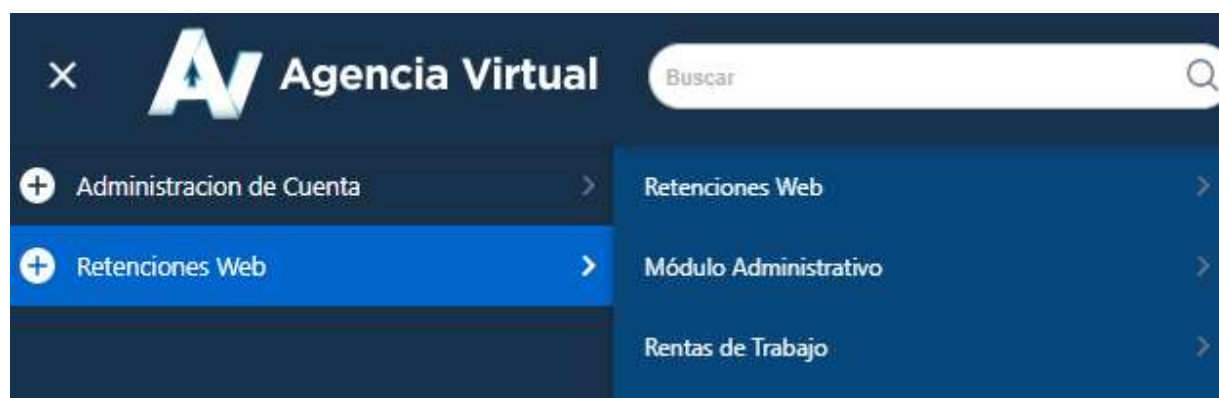 Agencia Virtual
Buscar
Administracion de Cuenta
Retenciones Web
Retenciones Web
Módulo Administrativo
Rentas de Trabajo